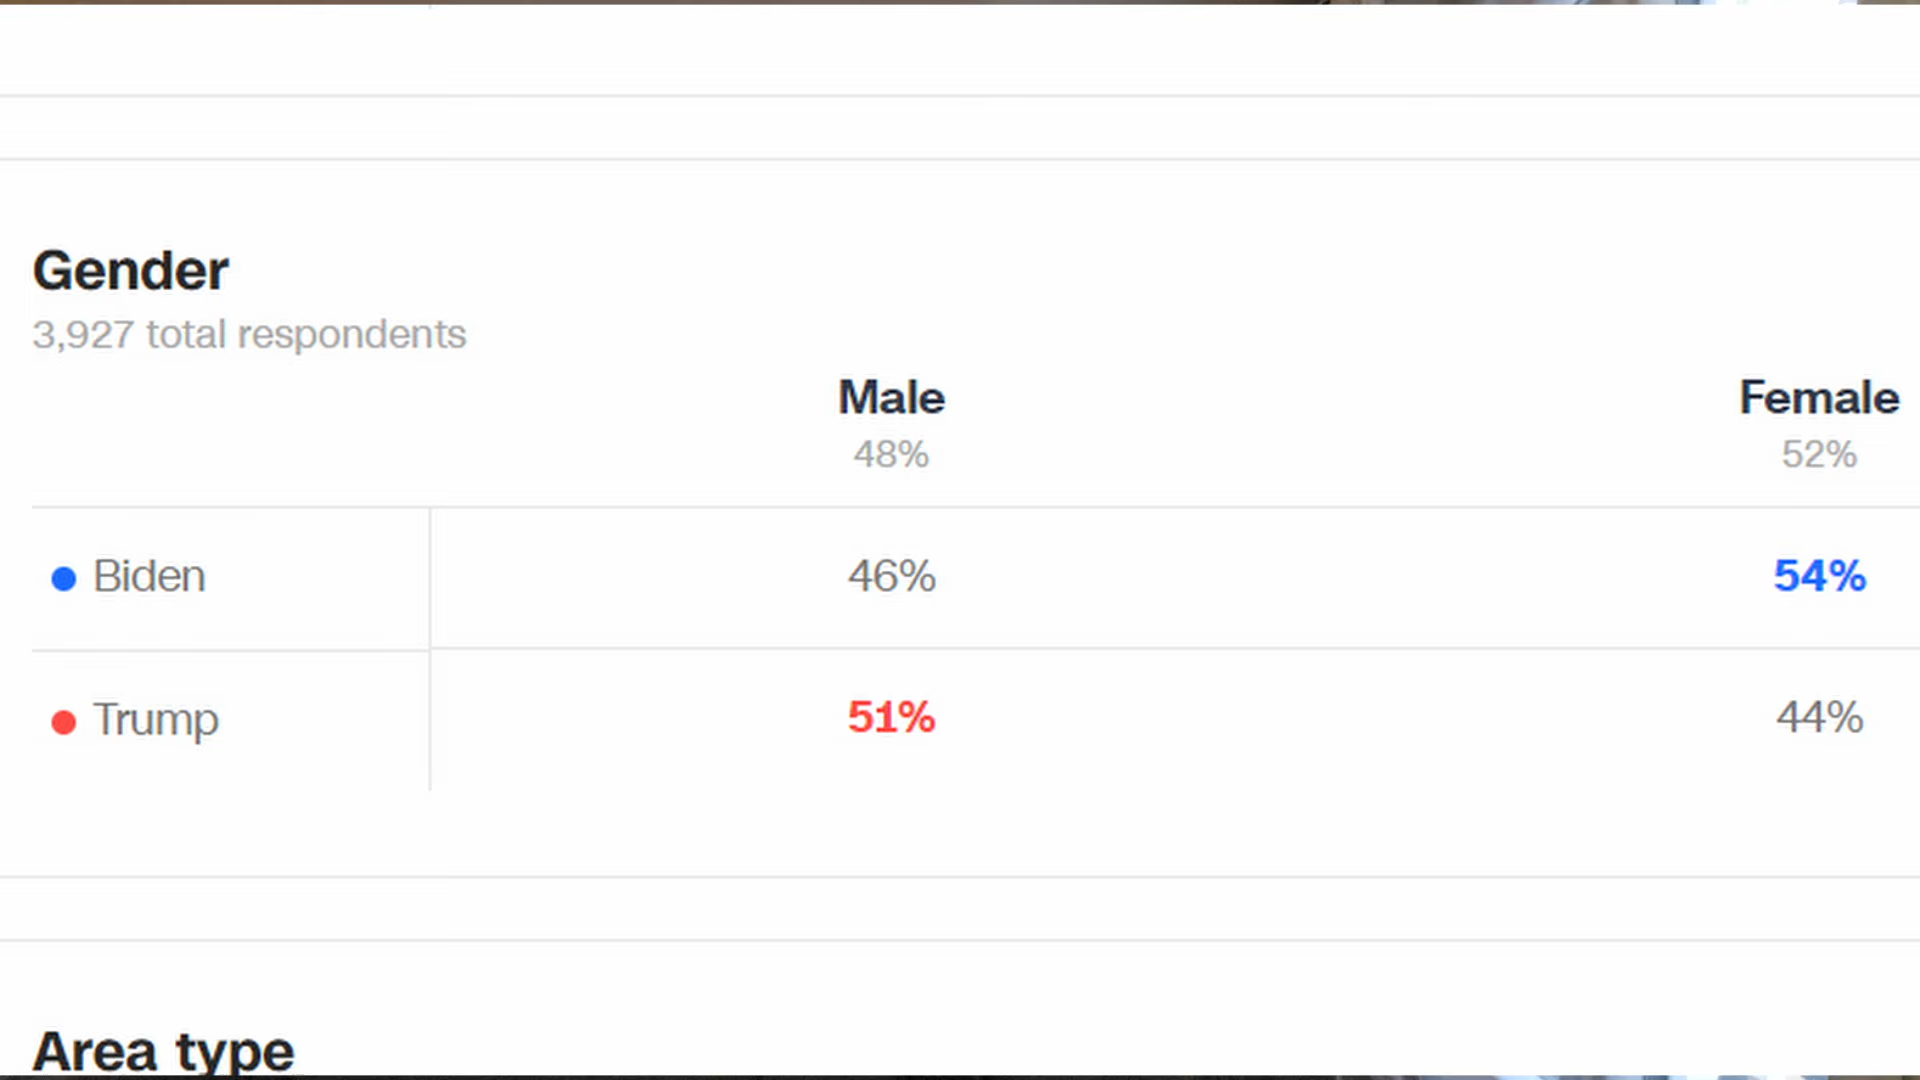 Gender
3,927 total respondents
Male Female
48% 52%
Biden 46% 54%
Trump 51% 44%
Area type